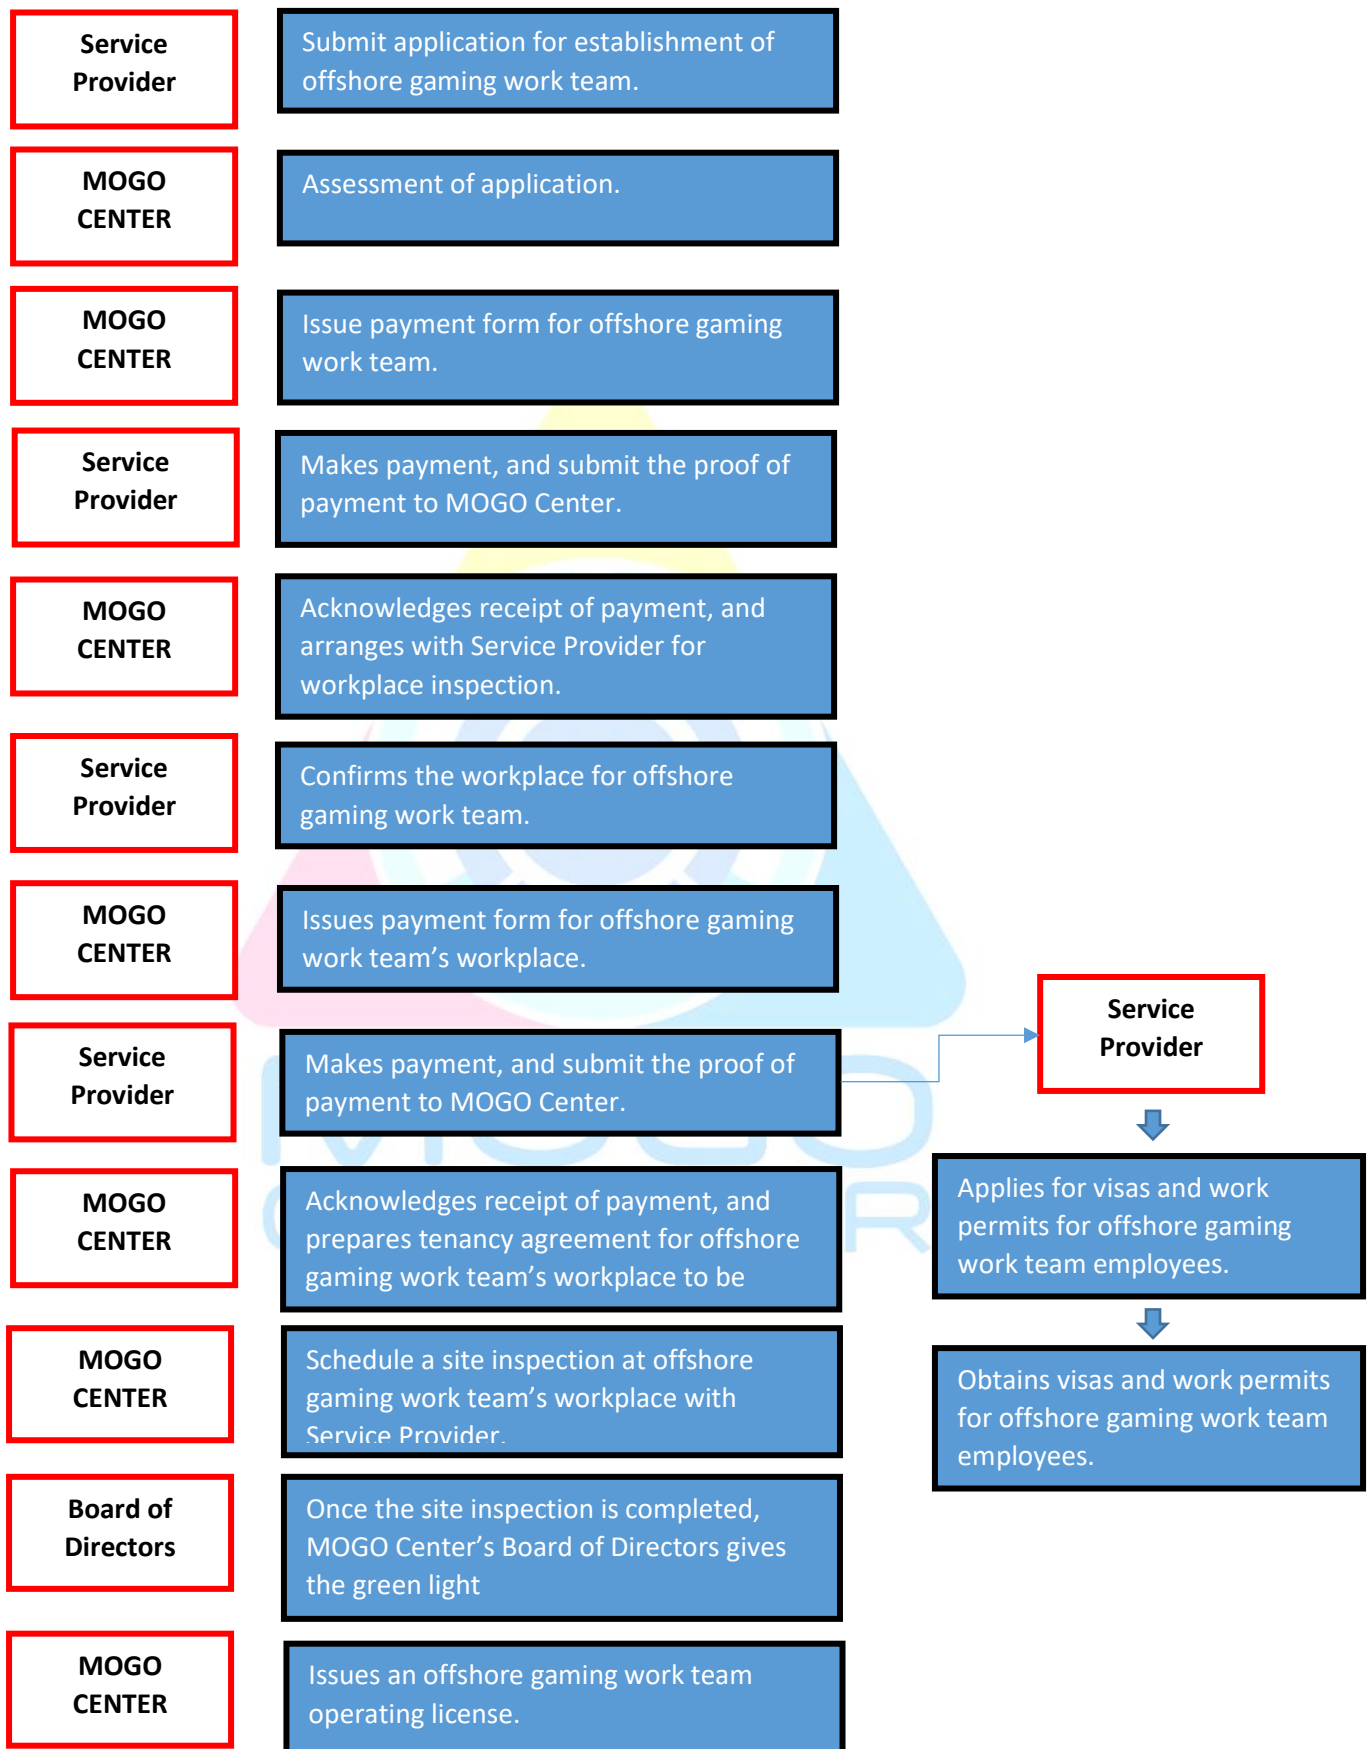 Service
Provider
Submit application for establishment of
offshore gaming work team.
MOGO
CENTER
Assessment of application.
MOGO
CENTER
Issue payment form for offshore gaming
work team.
Service
Provider
Makes payment, and submit the proof of
payment to MOGO Center.
MOGO
CENTER
Acknowledges receipt of payment, and
arranges with Service Provider for
workplace inspection.
Service
Provider
Confirms the workplace for offshore
gaming work team.
MOGO
CENTER
Issues payment form for offshore gaming
work team’s workplace.
Service
Provider
Makes payment, and submit the proof of
payment to MOGO Center.
MOGO
CENTER
Acknowledges receipt of payment, and
prepares tenancy agreement for offshore
gaming work team’s workplace to be
MOGO
CENTER
Schedule a site inspection at offshore
gaming work team’s workplace with
Service Provider.
Board of
Directors
Once the site inspection is completed,
MOGO Center’s Board of Directors gives
the green light
MOGO
CENTER
Issues an offshore gaming work team
operating license.
Service
Provider
Applies for visas and work
permits for offshore gaming
work team employees.
Obtains visas and work permits
for offshore gaming work team
employees.
MOGO